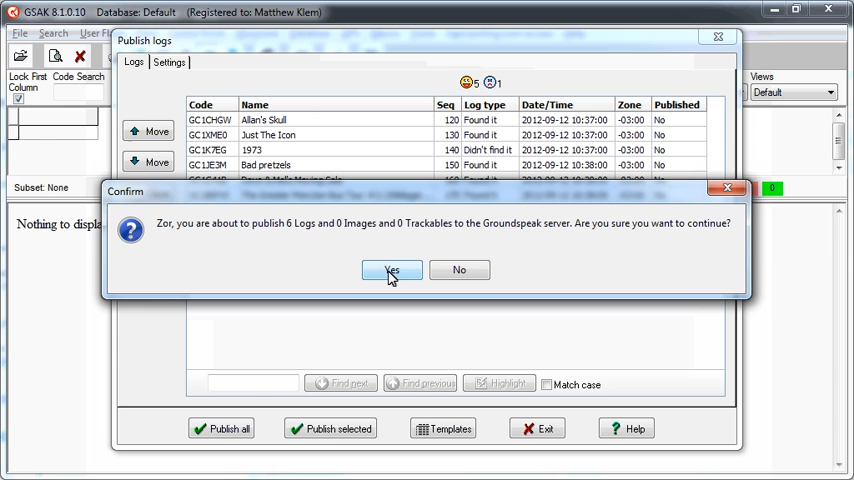 GSAK 8.1.0.10 Database: Default (Registered to: Matthew Klem)
File Search User Fl
Publish logs
Logs Settings
Lock First Column Code Search
Views
Default
5 1
Code Name Seq Log type Date/Time Zone Published
GC1CHGW Allan's Skull 120 Found it 2012-09-12 10:37:00 -03:00 No
GC1XME0 Just The Icon 130 Found it 2012-09-12 10:37:00 -03:00 No
GC1K7EG 1973 140 Didn't find it 2012-09-12 10:37:00 -03:00 No
GC1JE3M Bad pretzels 150 Found it 2012-09-12 10:38:00 -03:00 No
Move
Move
Subset: None
0
Confirm
Zor, you are about to publish 6 Logs and 0 Images and 0 Trackables to the Groundspeak server. Are you sure you want to continue?
Yes No
Nothing to displa
Find next Find previous Highlight Match case
Publish all Publish selected Templates Exit Help